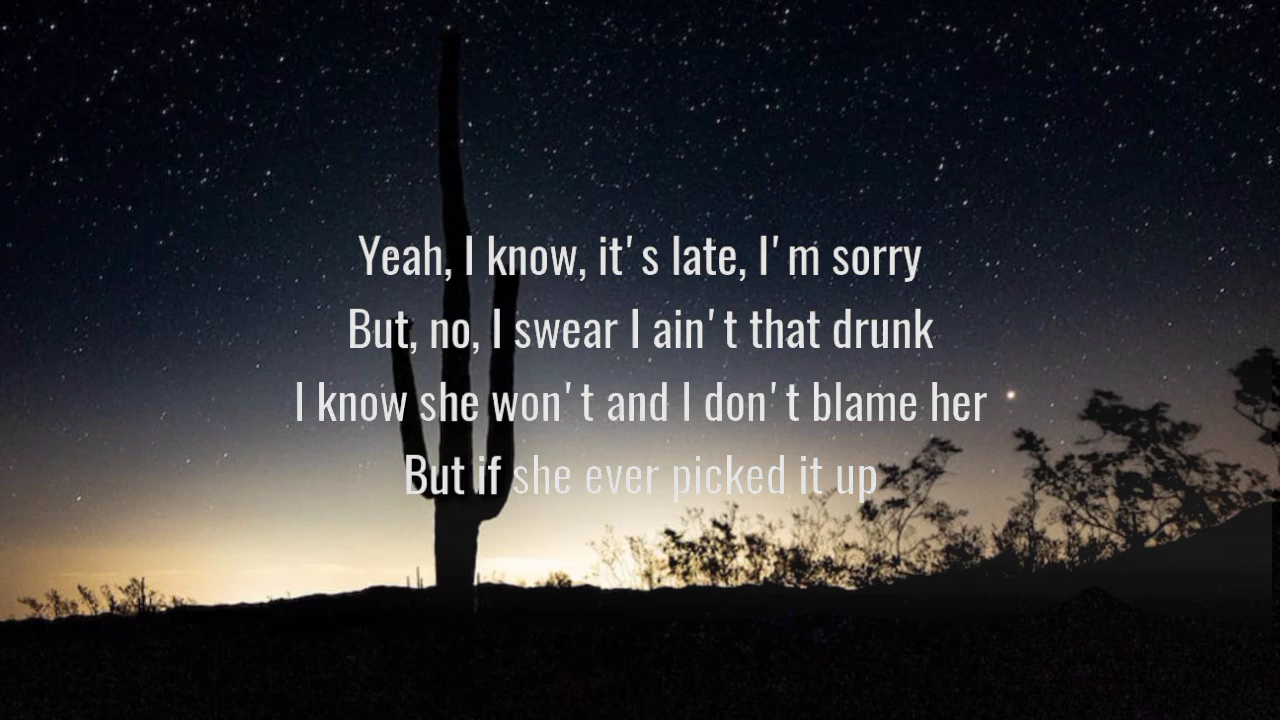 Yeah, I know, it's late, I'm sorry
But, no, I swear I ain't that drunk
I know she won't and I don't blame her
But if she ever picked it up